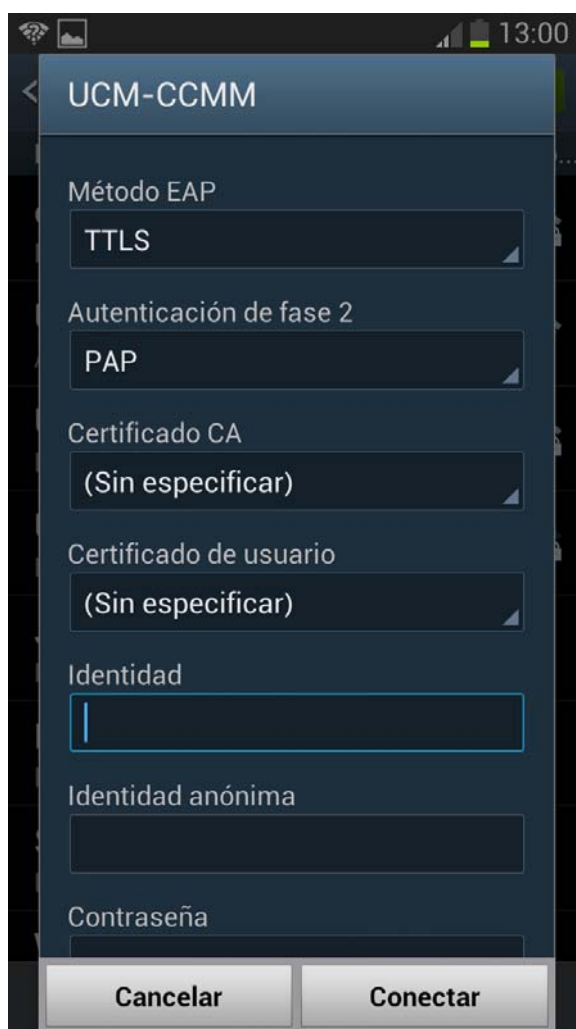 13:00
UCM-CCMM
Método EAP
TTLS
Autenticación de fase 2
PAP
Certificado CA
(Sin especificar)
Certificado de usuario
(Sin especificar)
Identidad
Identidad anónima
Contraseña
Cancelar
Conectar